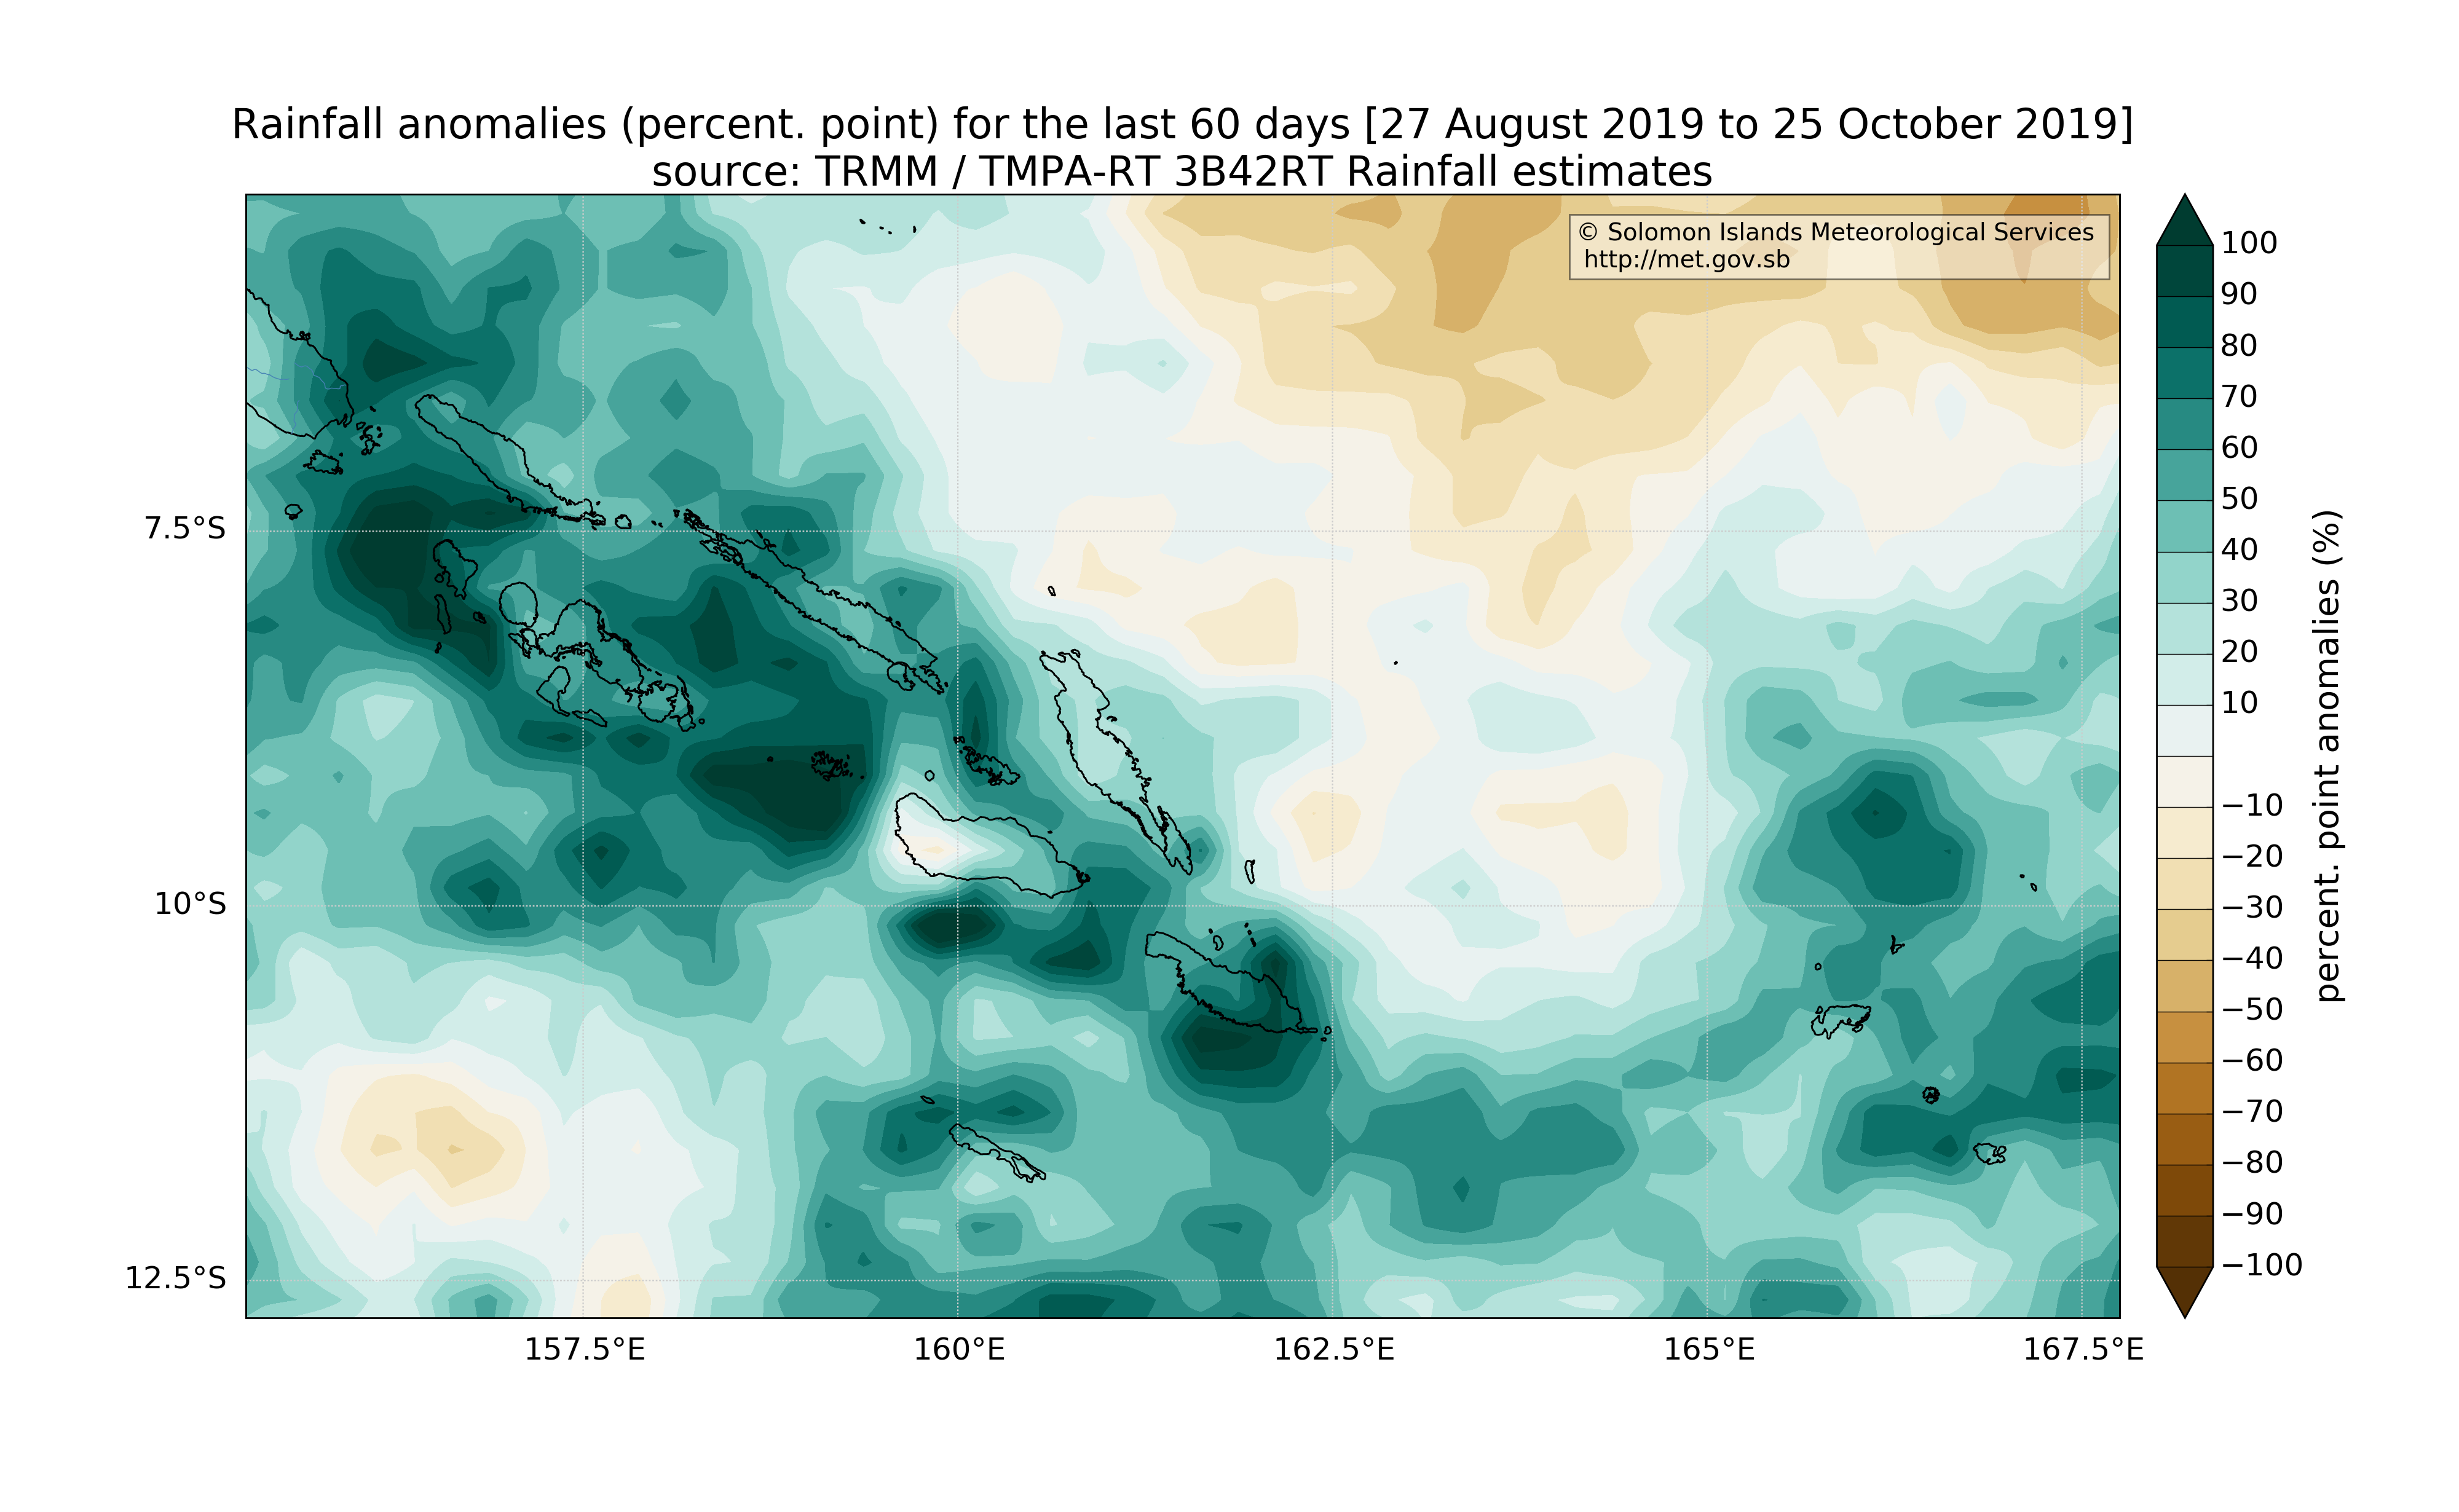 Rainfall anomalies (percent. point) for the last 60 days [27 August 2019 to 25 October 2019]
source: TRMM / TMPA-RT 3B42RT Rainfall estimates
© Solomon Islands Meteorological Services
http://met.gov.sb
7.5°S
10°S
12.5°S
157.5°E
160°E
162.5°E
165°E
167.5°E
100
90
80
70
60
50
40
30
20
10
−10
−20
−30
−40
−50
−60
−70
−80
−90
−100
percent. point anomalies (%)